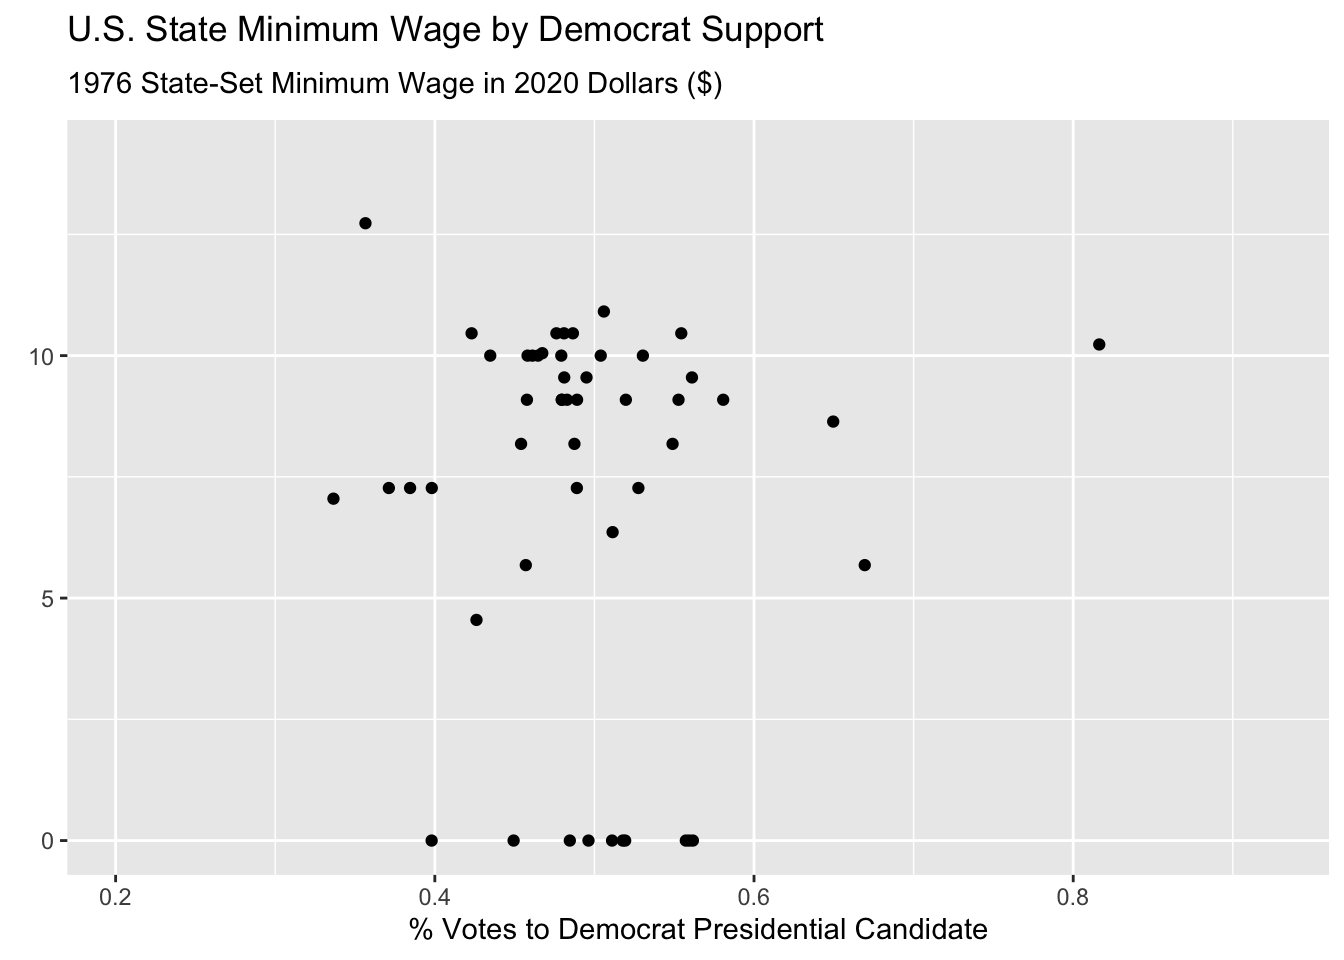 U.S. State Minimum Wage by Democrat Support
1976 State-Set Minimum Wage in 2020 Dollars ($)
10
5
0
0.2 0.4 0.6 0.8
% Votes to Democrat Presidential Candidate